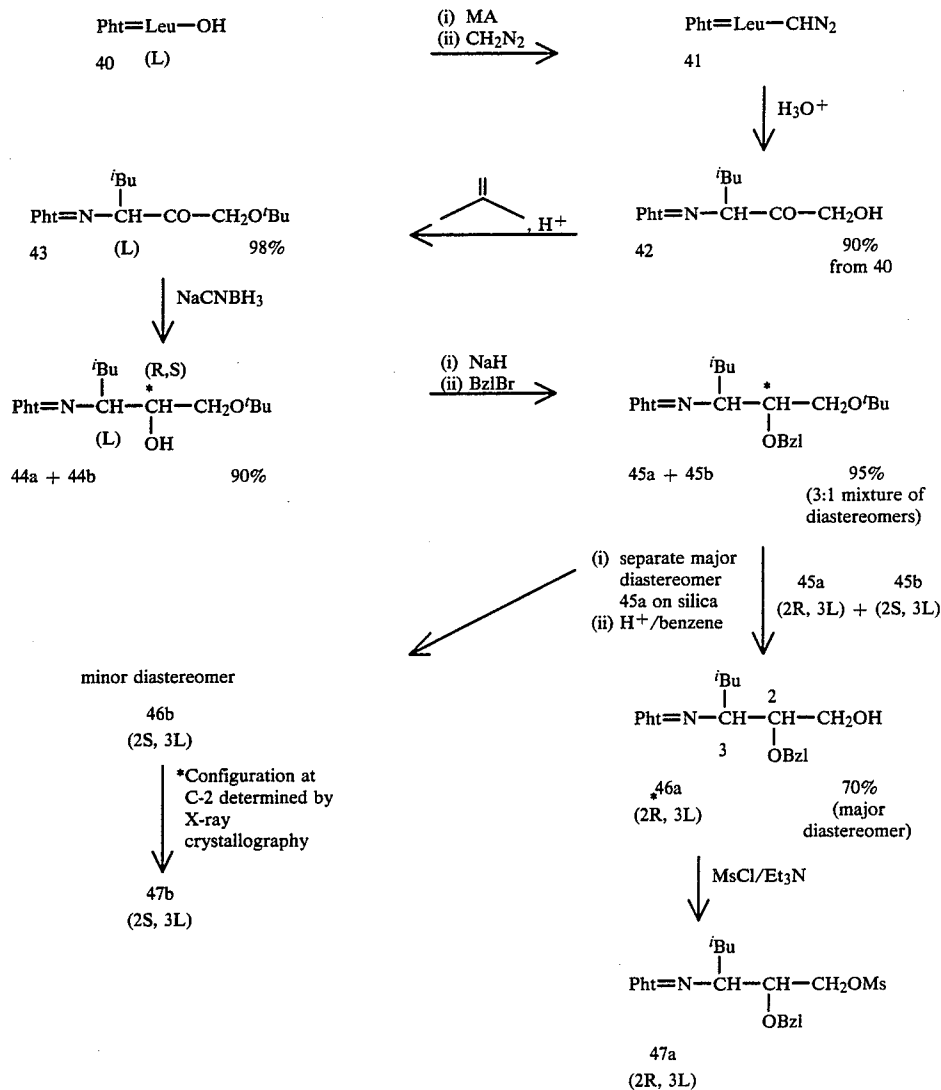 Pht=Leu—OH
40 (L)
(i) MA
(ii) CH2N2
Pht=Leu—CHN2
41
H3O+
iBu
Pht=N—CH—CO—CH2OH
42 90%
from 40
, H+
iBu
Pht=N—CH—CO—CH2OtBu
43 (L) 98%
NaCNBH3
iBu (R,S)
*
Pht=N—CH—CH—CH2OtBu
(L) OH
44a + 44b 90%
(i) NaH
(ii) BzlBr
iBu
*
Pht=N—CH—CH—CH2OtBu
OBzl
45a + 45b 95%
(3:1 mixture of
diastereomers)
(i) separate major
diastereomer
45a on silica
(ii) H+/benzene
45a 45b
(2R, 3L) + (2S, 3L)
minor diastereomer
46b
(2S, 3L)
*Configuration at
C-2 determined by
X-ray
crystallography
47b
(2S, 3L)
iBu
2
Pht=N—CH—CH—CH2OH
3 OBzl
46a 70%
*
(2R, 3L) (major
diastereomer)
MsCl/Et3N
iBu
Pht=N—CH—CH—CH2OMs
OBzl
47a
(2R, 3L)